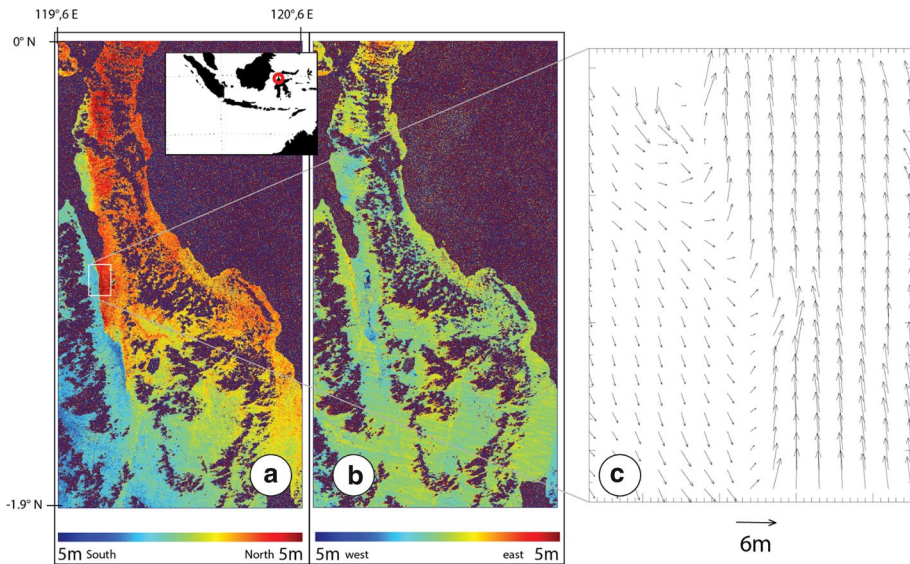 119°,6 E
120°,6 E
0° N
-1.9° N
a
b
c
5m South
North 5m
5m west
east 5m
6m